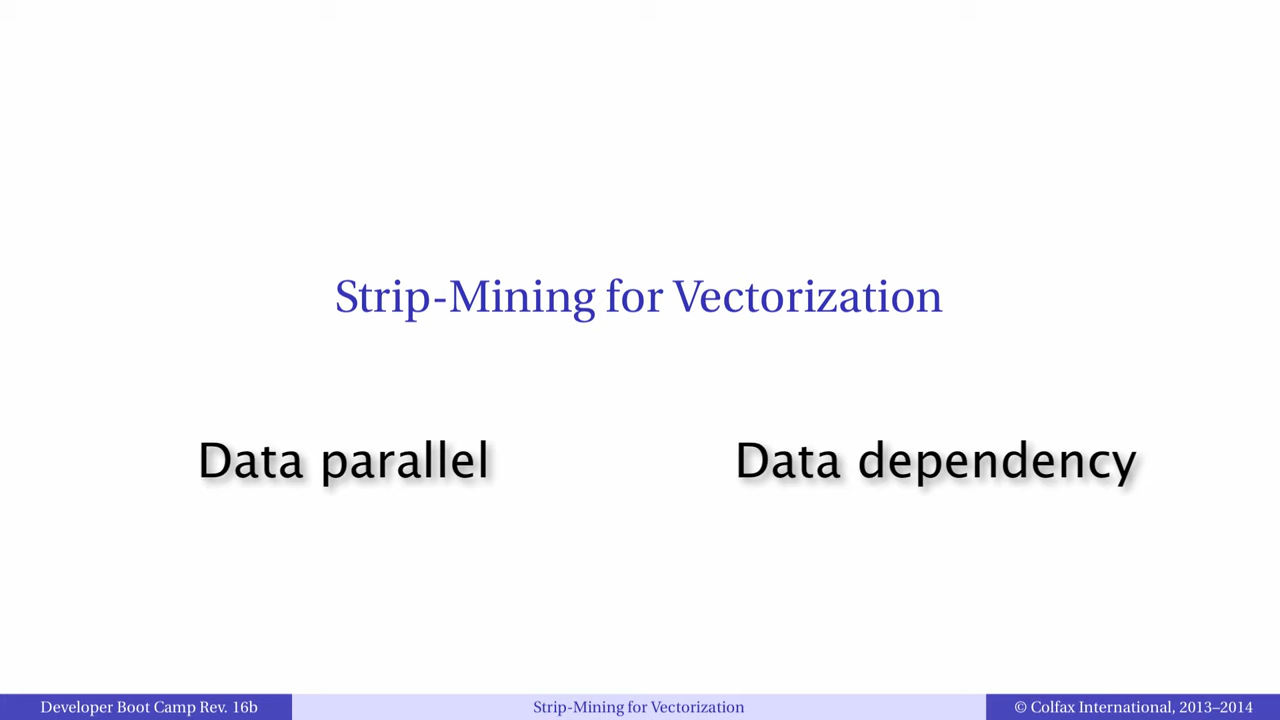 Strip-Mining for Vectorization
Data parallel
Data dependency
Developer Boot Camp Rev. 16b
Strip-Mining for Vectorization
© Colfax International, 2013–2014